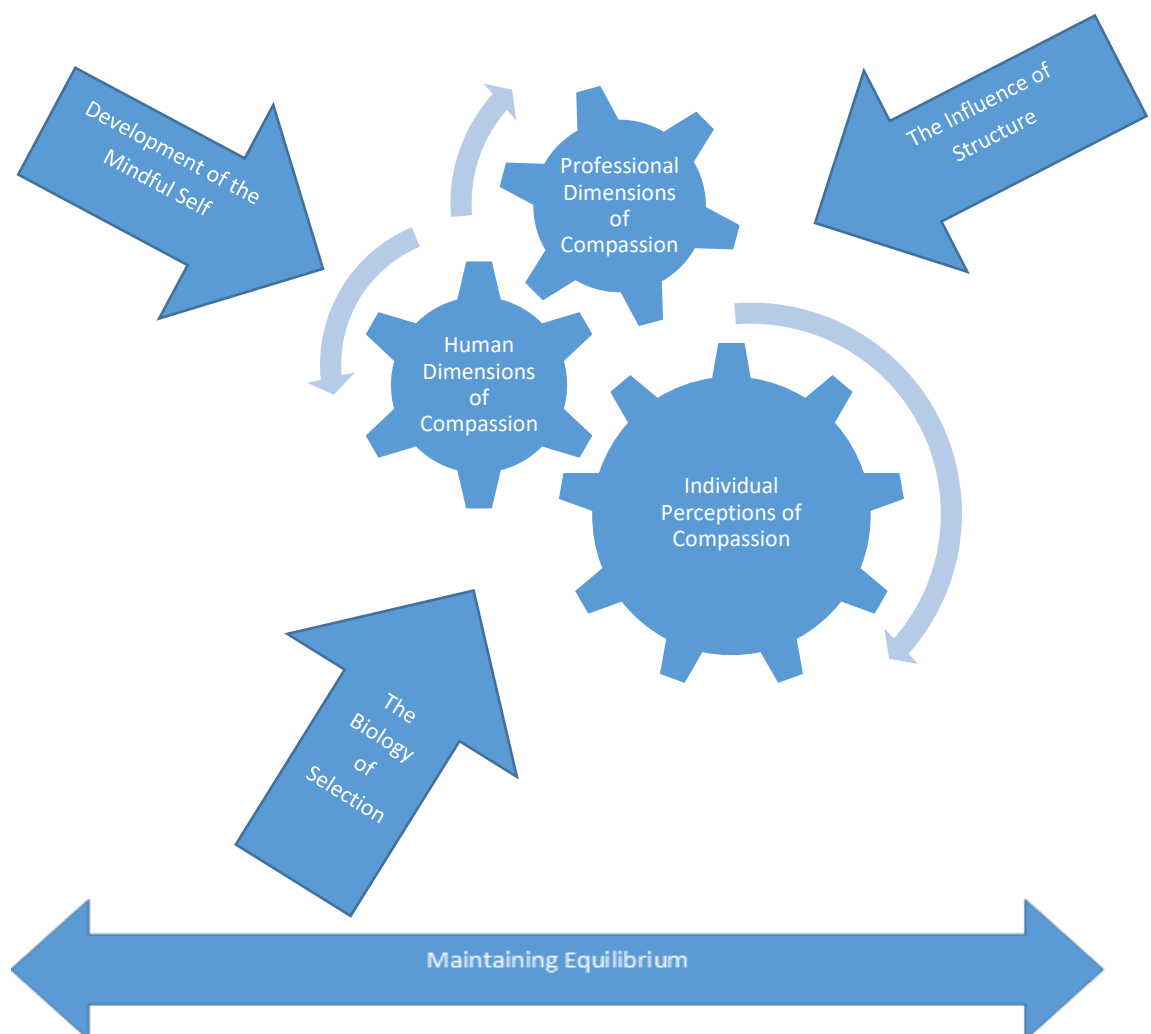 Development of the
Mindful Self
The Influence of
Structure
Professional
Dimensions
of
Compassion
Human
Dimensions
of
Compassion
Individual
Perceptions of
Compassion
The
Biology
of
Selection
Maintaining Equilibrium